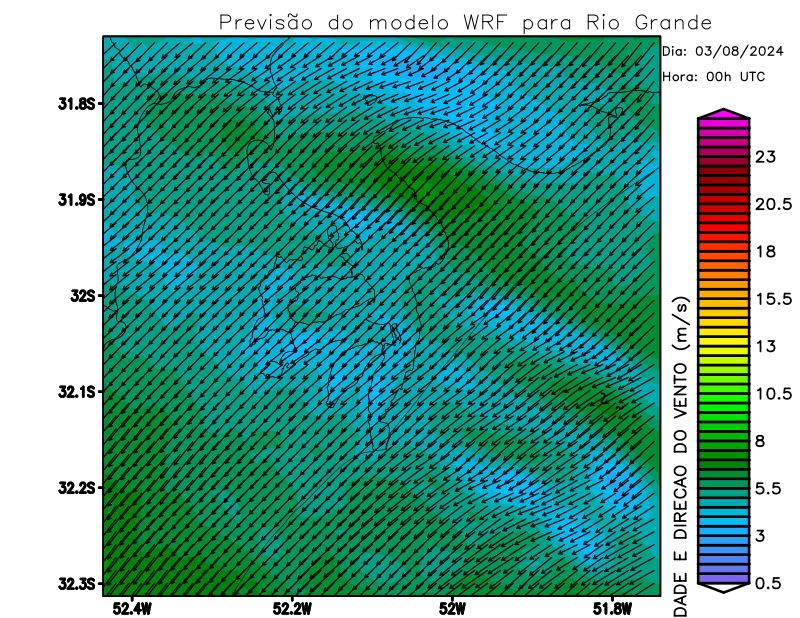 Previsão do modelo WRF para Rio Grande
Dia: 03/08/2024
Hora: 00h UTC
31.8S
31.9S
32S
32.1S
32.2S
32.3S
52.4W
52.2W
52W
51.8W
23
20.5
18
15.5
13
10.5
8
5.5
3
0.5
DADE E DIRECAO DO VENTO (m/s)